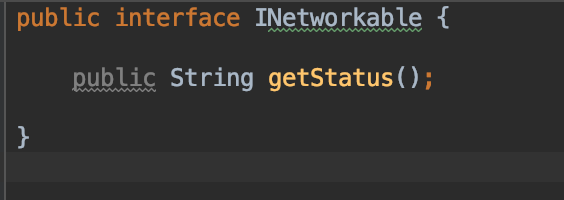 public interface INetworkable {
public String getStatus();
}